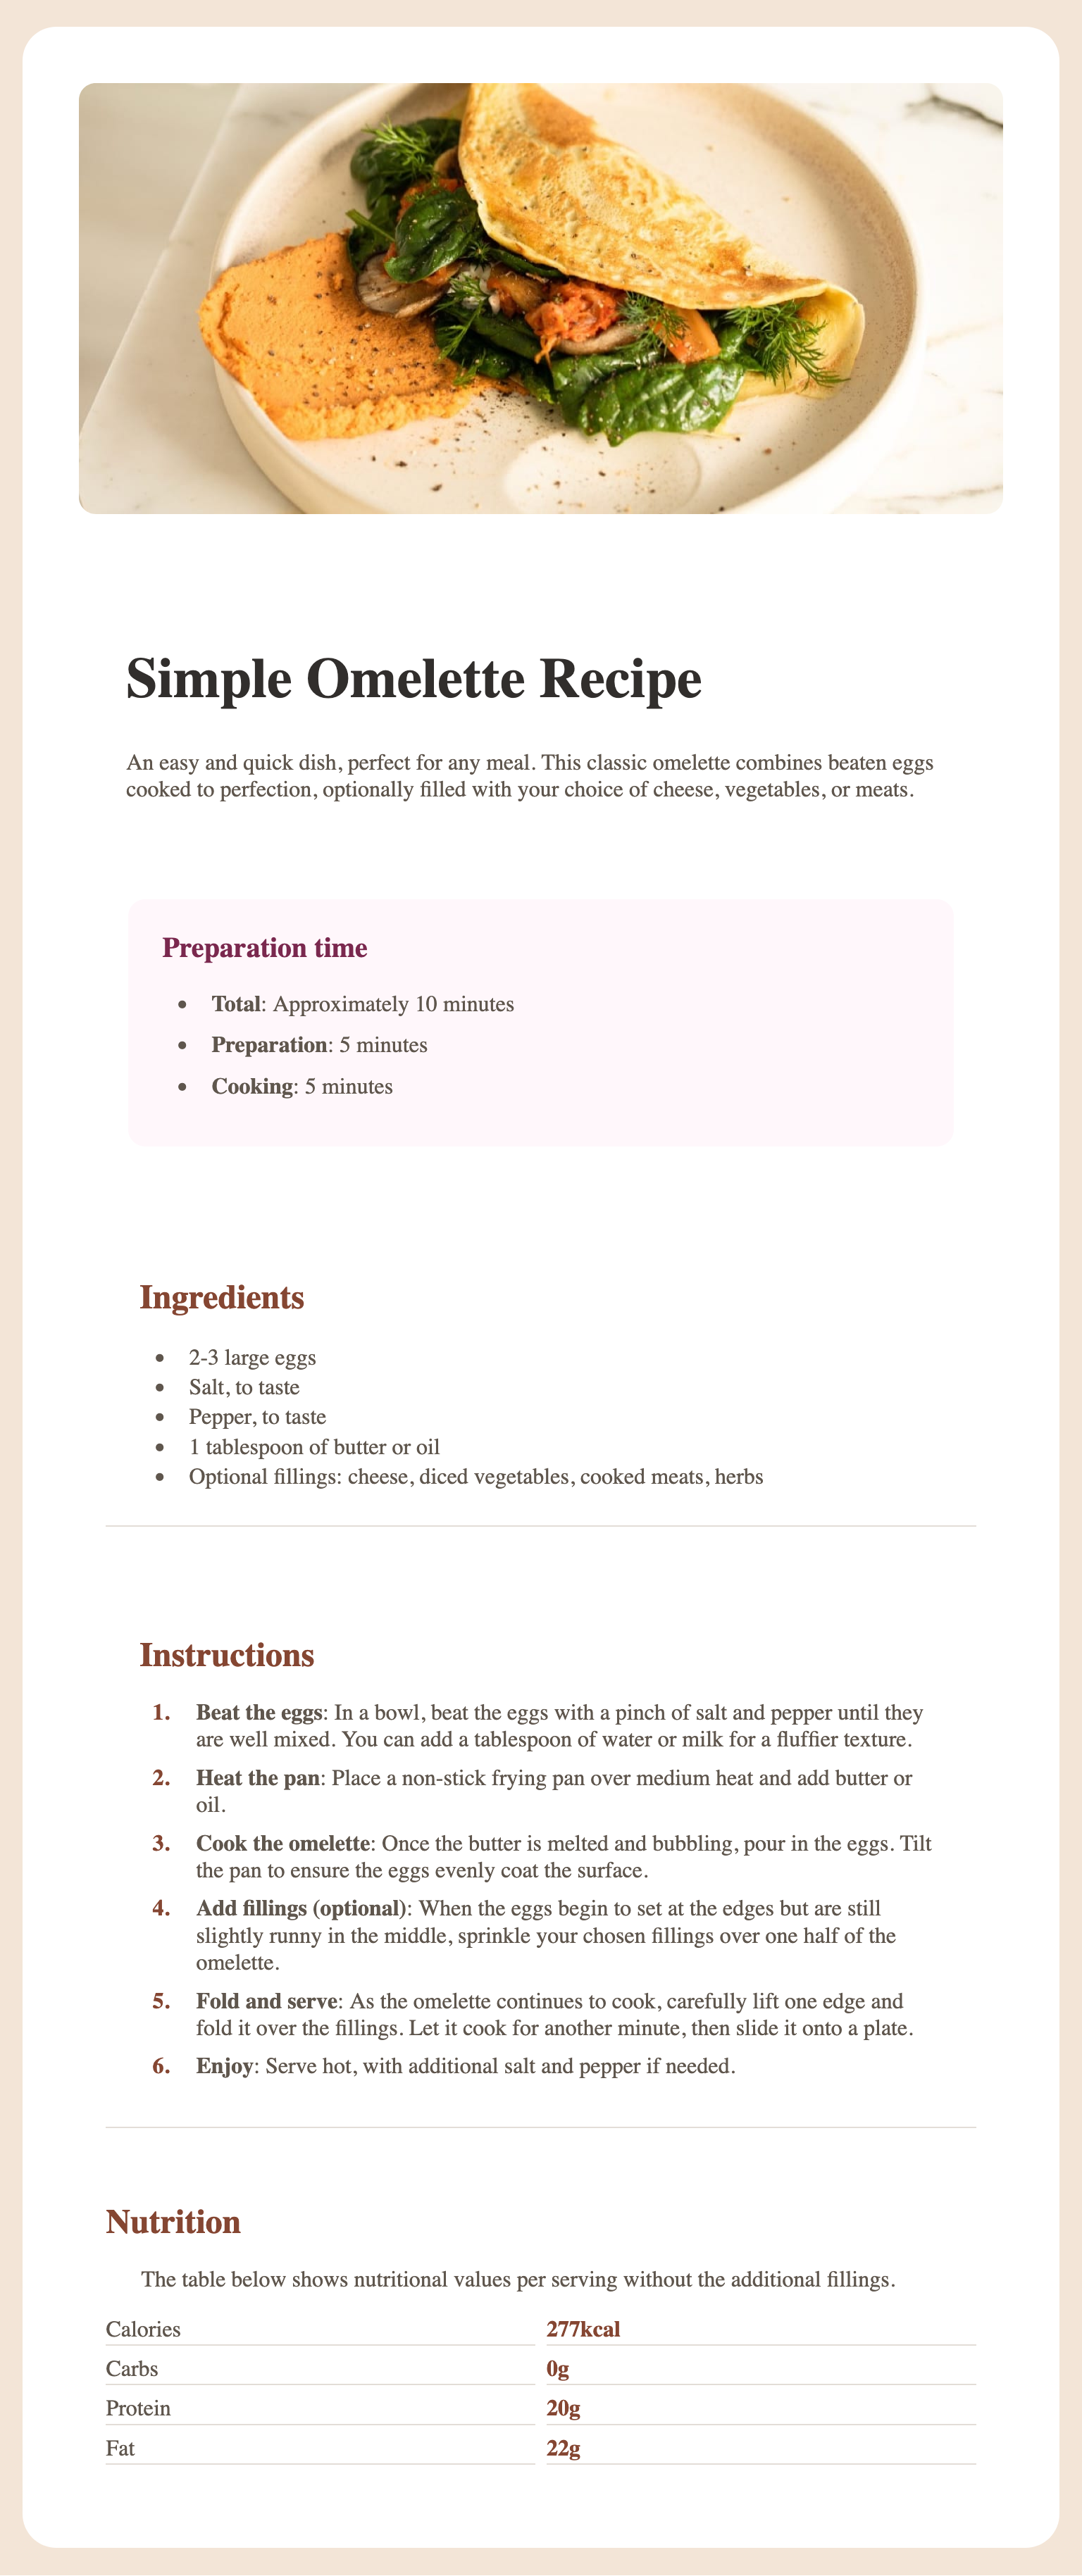 Simple Omelette Recipe
An easy and quick dish, perfect for any meal. This classic omelette combines beaten eggs
cooked to perfection, optionally filled with your choice of cheese, vegetables, or meats.
Preparation time
• Total: Approximately 10 minutes
• Preparation: 5 minutes
• Cooking: 5 minutes
Ingredients
• 2-3 large eggs
• Salt, to taste
• Pepper, to taste
• 1 tablespoon of butter or oil
• Optional fillings: cheese, diced vegetables, cooked meats, herbs
Instructions
1. Beat the eggs: In a bowl, beat the eggs with a pinch of salt and pepper until they
are well mixed. You can add a tablespoon of water or milk for a fluffier texture.
2. Heat the pan: Place a non-stick frying pan over medium heat and add butter or
oil.
3. Cook the omelette: Once the butter is melted and bubbling, pour in the eggs. Tilt
the pan to ensure the eggs evenly coat the surface.
4. Add fillings (optional): When the eggs begin to set at the edges but are still
slightly runny in the middle, sprinkle your chosen fillings over one half of the
omelette.
5. Fold and serve: As the omelette continues to cook, carefully lift one edge and
fold it over the fillings. Let it cook for another minute, then slide it onto a plate.
6. Enjoy: Serve hot, with additional salt and pepper if needed.
Nutrition
The table below shows nutritional values per serving without the additional fillings.
Calories 277kcal
Carbs 0g
Protein 20g
Fat 22g